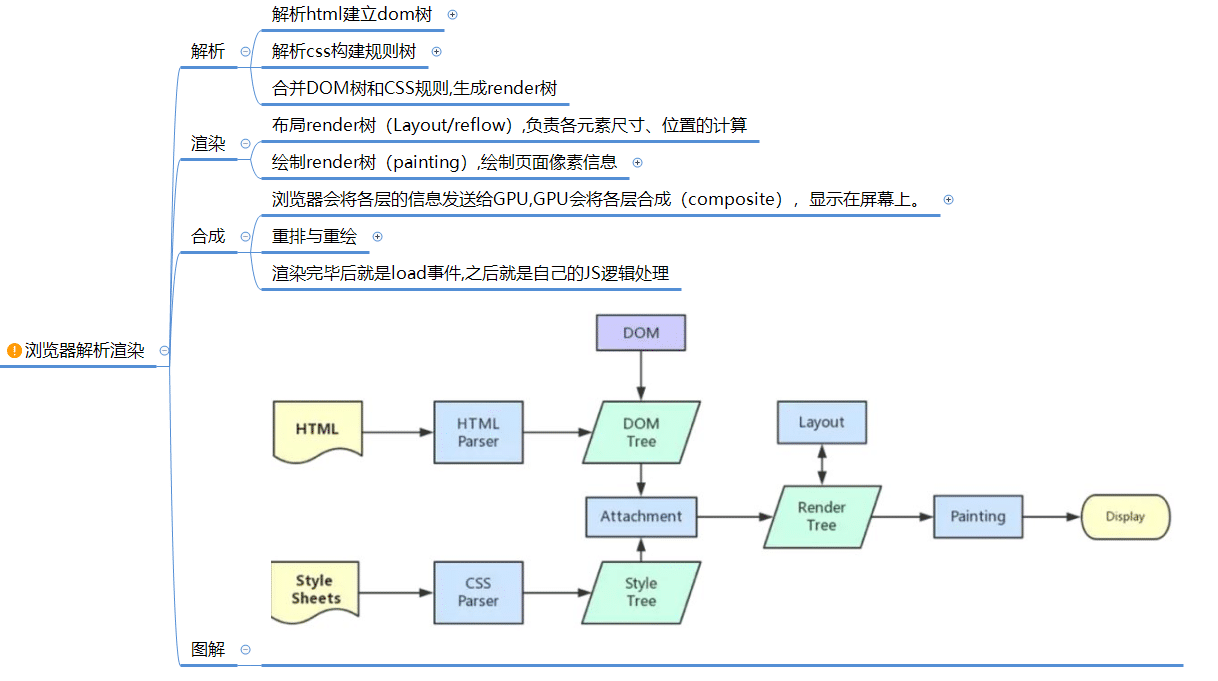 解析html建立dom树
解析
解析css构建规则树
合并DOM树和CSS规则,生成render树
布局render树（Layout/reflow）,负责各元素尺寸、位置的计算
渲染
绘制render树（painting）,绘制页面像素信息
浏览器会将各层的信息发送给GPU,GPU会将各层合成（composite），显示在屏幕上。
合成
重排与重绘
渲染完毕后就是load事件,之后就是自己的JS逻辑处理
浏览器解析渲染
DOM
HTML
HTML
Parser
DOM
Tree
Layout
Attachment
Render
Tree
Painting
Display
Style
Sheets
CSS
Parser
Style
Tree
图解